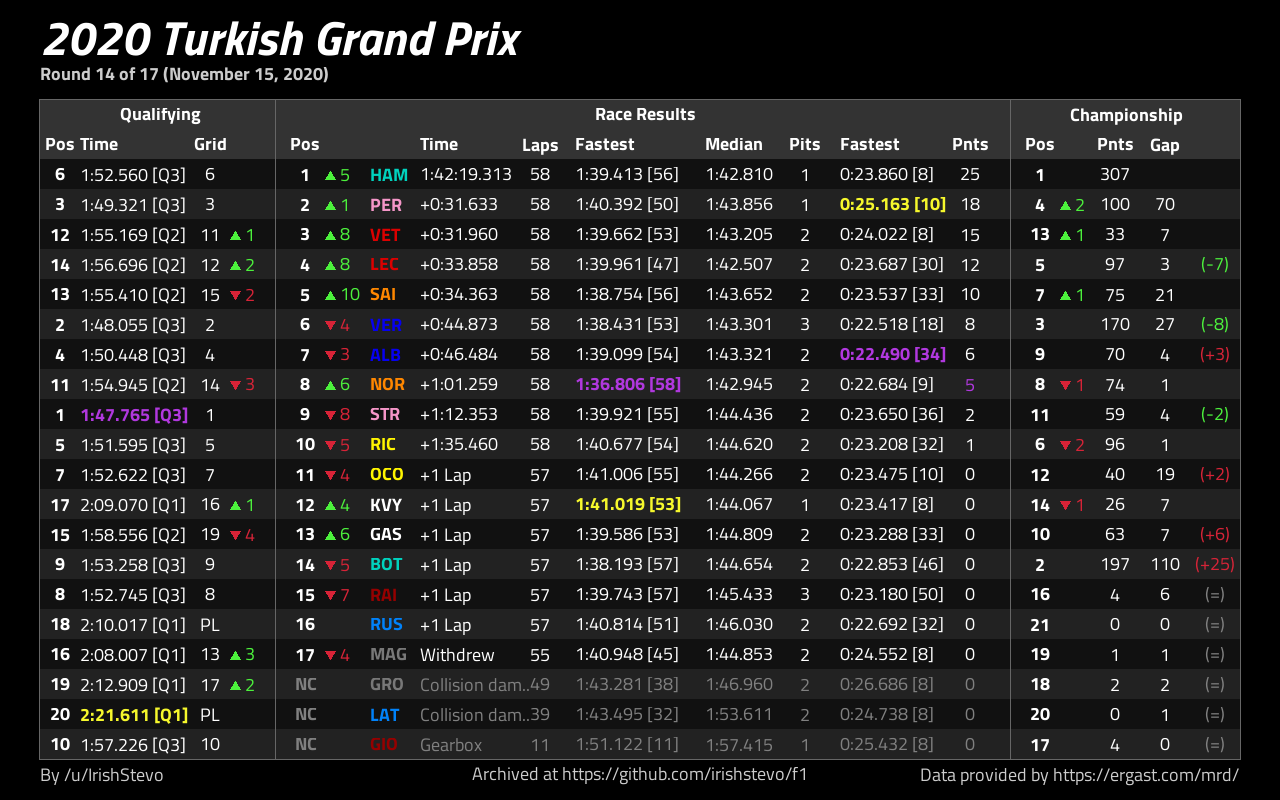 2020 Turkish Grand Prix
Round 14 of 17 (November 15, 2020)
Qualifying Race Results Championship
Pos Time Grid Pos Time Laps Fastest Median Pits Fastest Pnts Pos Pnts Gap
6 1:52.560 [Q3] 6 1 ▲5 HAM 1:42:19.313 58 1:39.413 [56] 1:42.810 1 0:23.860 [8] 25 1 307
3 1:49.321 [Q3] 3 2 ▲1 PER +0:31.633 58 1:40.392 [50] 1:43.856 1 0:25.163 [10] 18 4 ▲2 100 70
12 1:55.169 [Q2] 11 ▲1 3 ▲8 VET +0:31.960 58 1:39.662 [53] 1:43.205 2 0:24.022 [8] 15 13 ▲1 33 7
14 1:56.696 [Q2] 12 ▲2 4 ▲8 LEC +0:33.858 58 1:39.961 [47] 1:42.507 2 0:23.687 [30] 12 5 97 3 (-7)
13 1:55.410 [Q2] 15 ▼2 5 ▲10 SAI +0:34.363 58 1:38.754 [56] 1:43.652 2 0:23.537 [33] 10 7 ▲1 75 21
2 1:48.055 [Q3] 2 6 ▼4 VER +0:44.873 58 1:38.431 [53] 1:43.301 3 0:22.518 [18] 8 3 170 27 (-8)
4 1:50.448 [Q3] 4 7 ▼3 ALB +0:46.484 58 1:39.099 [54] 1:43.321 2 0:22.490 [34] 6 9 70 4 (+3)
11 1:54.945 [Q2] 14 ▼3 8 ▲6 NOR +1:01.259 58 1:36.806 [58] 1:42.945 2 0:22.684 [9] 5 8 ▼1 74 1
1 1:47.765 [Q3] 1 9 ▼8 STR +1:12.353 58 1:39.921 [55] 1:44.436 2 0:23.650 [36] 2 11 59 4 (-2)
5 1:51.595 [Q3] 5 10 ▼5 RIC +1:35.460 58 1:40.677 [54] 1:44.620 2 0:23.208 [32] 1 6 ▼2 96 1
7 1:52.622 [Q3] 7 11 ▼4 OCO +1 Lap 57 1:41.006 [55] 1:44.266 2 0:23.475 [10] 0 12 40 19 (+2)
17 2:09.070 [Q1] 16 ▲1 12 ▲4 KVY +1 Lap 57 1:41.019 [53] 1:44.067 1 0:23.417 [8] 0 14 ▼1 26 7
15 1:58.556 [Q2] 19 ▼4 13 ▲6 GAS +1 Lap 57 1:39.586 [53] 1:44.809 2 0:23.288 [33] 0 10 63 7 (+6)
9 1:53.258 [Q3] 9 14 ▼5 BOT +1 Lap 57 1:38.193 [57] 1:44.654 2 0:22.853 [46] 0 2 197 110 (+25)
8 1:52.745 [Q3] 8 15 ▼7 RAI +1 Lap 57 1:39.743 [57] 1:45.433 3 0:23.180 [50] 0 16 4 6 (=)
18 2:10.017 [Q1] PL 16 RUS +1 Lap 57 1:40.814 [51] 1:46.030 2 0:22.692 [32] 0 21 0 0 (=)
16 2:08.007 [Q1] 13 ▲3 17 ▼4 MAG Withdrew 55 1:40.948 [45] 1:44.853 2 0:24.552 [8] 0 19 1 1 (=)
19 2:12.909 [Q1] 17 ▲2 NC GRO Collision dam.. 49 1:43.281 [38] 1:46.960 2 0:26.686 [8] 0 18 2 2 (=)
20 2:21.611 [Q1] PL NC LAT Collision dam.. 39 1:43.495 [32] 1:53.611 2 0:24.738 [8] 0 20 0 1 (=)
10 1:57.226 [Q3] 10 NC GIO Gearbox 11 1:51.122 [11] 1:57.415 1 0:25.432 [8] 0 17 4 0 (=)
By /u/IrishStevo Archived at https://github.com/irishstevo/f1 Data provided by https://ergast.com/mrd/